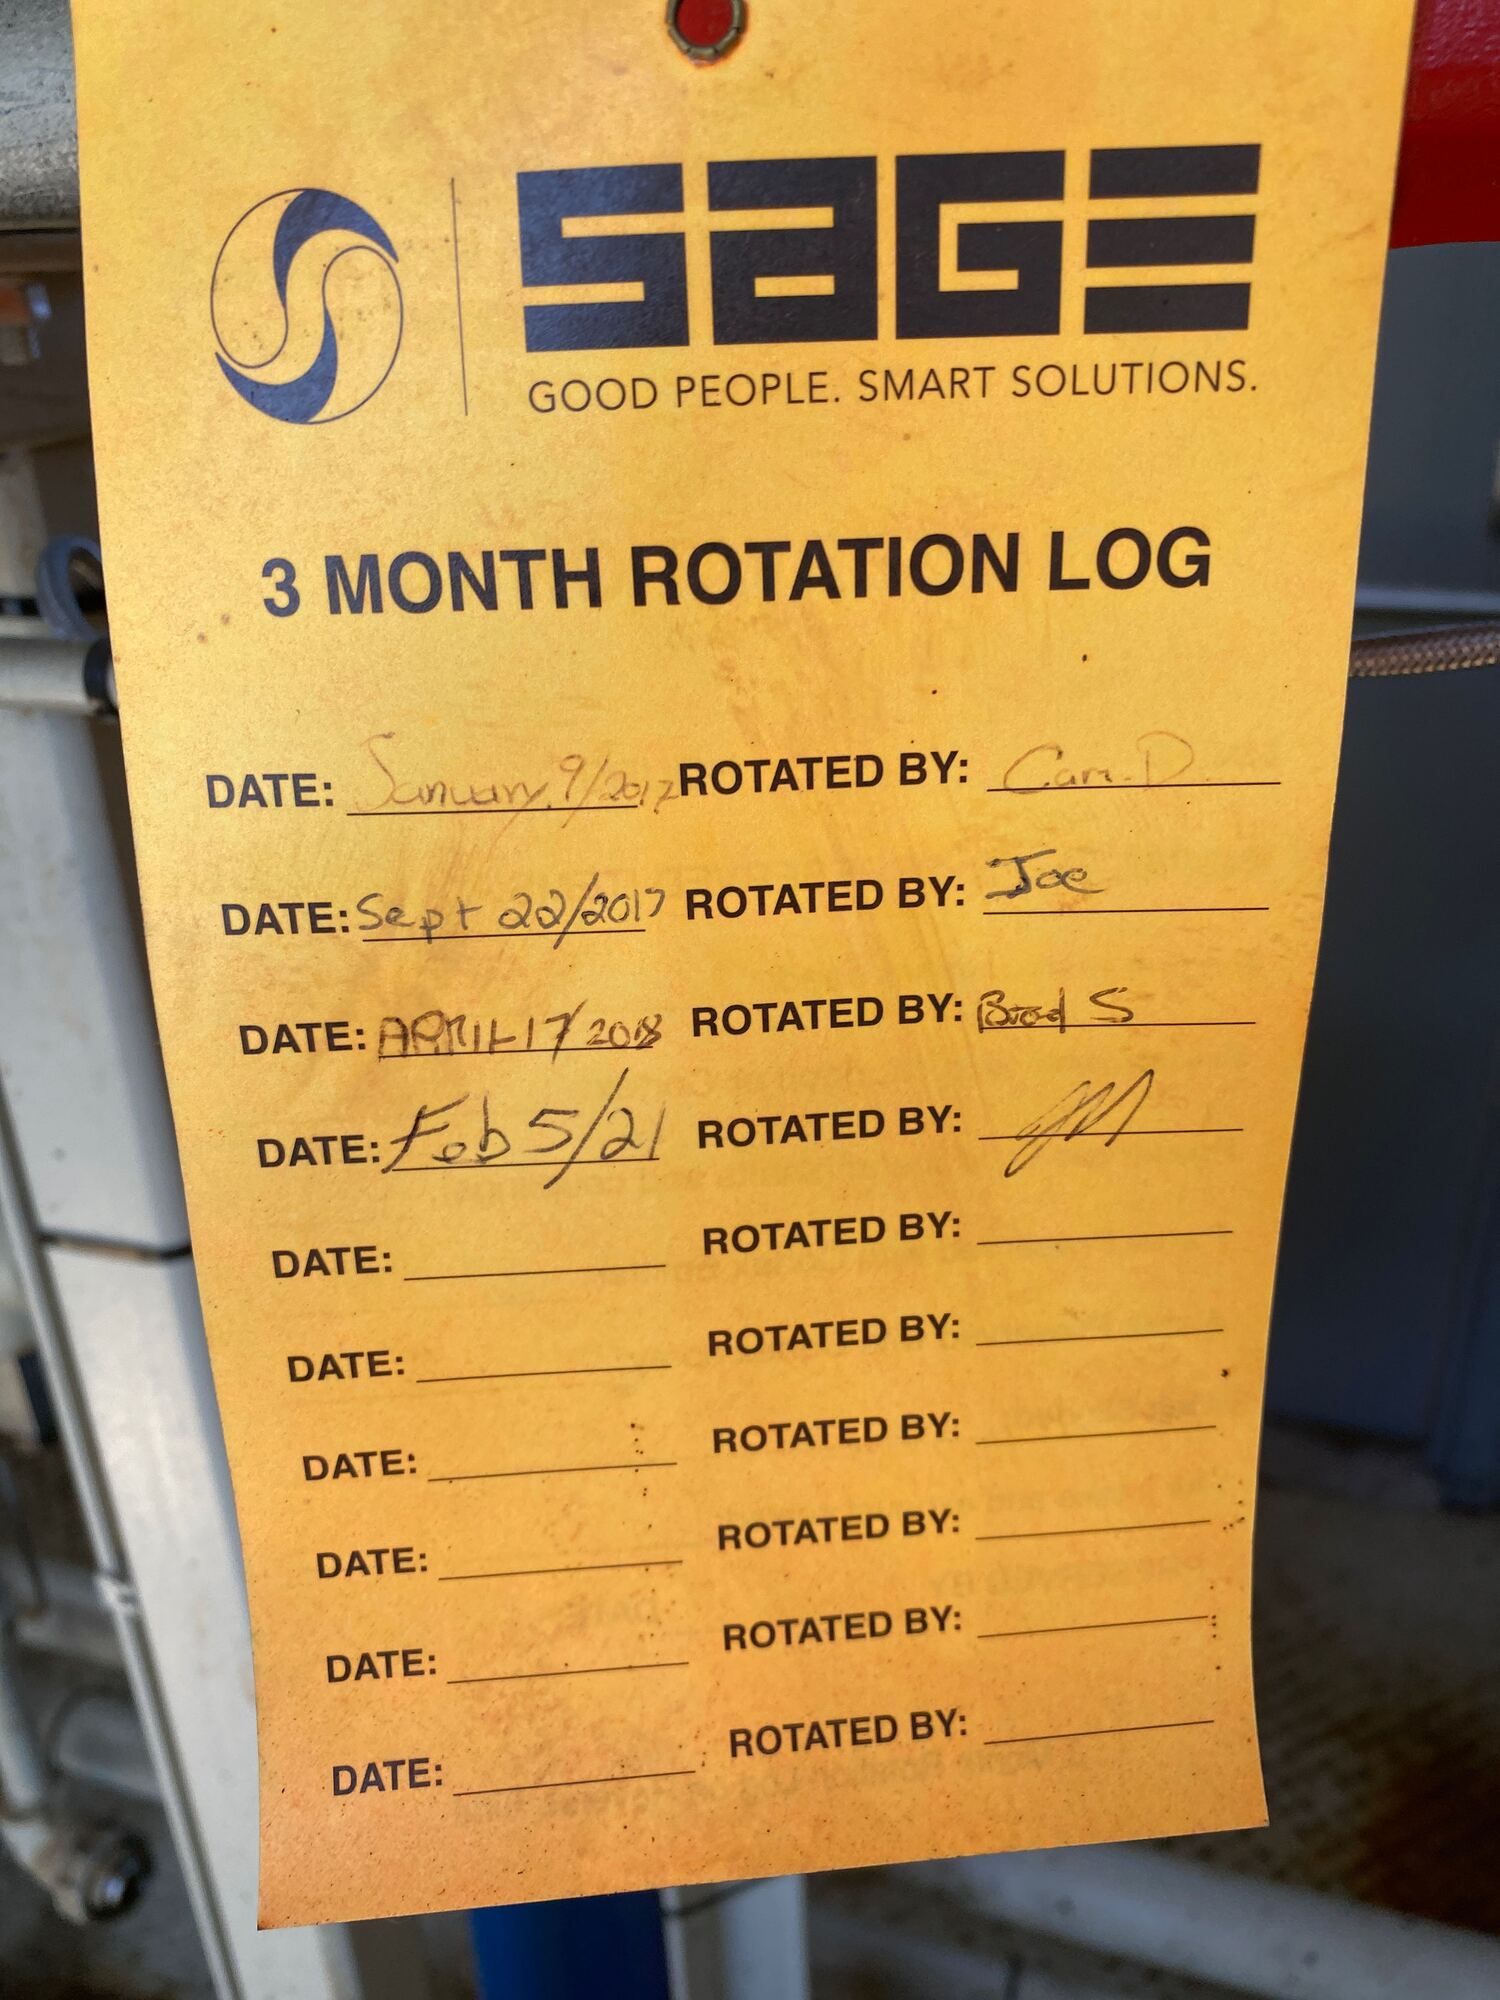 SAGE
GOOD PEOPLE. SMART SOLUTIONS.
3 MONTH ROTATION LOG
DATE: January 9/2017 ROTATED BY: Cam. D.
DATE: Sept 22/2017 ROTATED BY: Joe
DATE: APRIL 17/2018 ROTATED BY: Brad S
DATE: Feb 5/21 ROTATED BY:
DATE: ROTATED BY:
DATE: ROTATED BY:
DATE: ROTATED BY:
DATE: ROTATED BY:
DATE: ROTATED BY:
DATE: ROTATED BY: